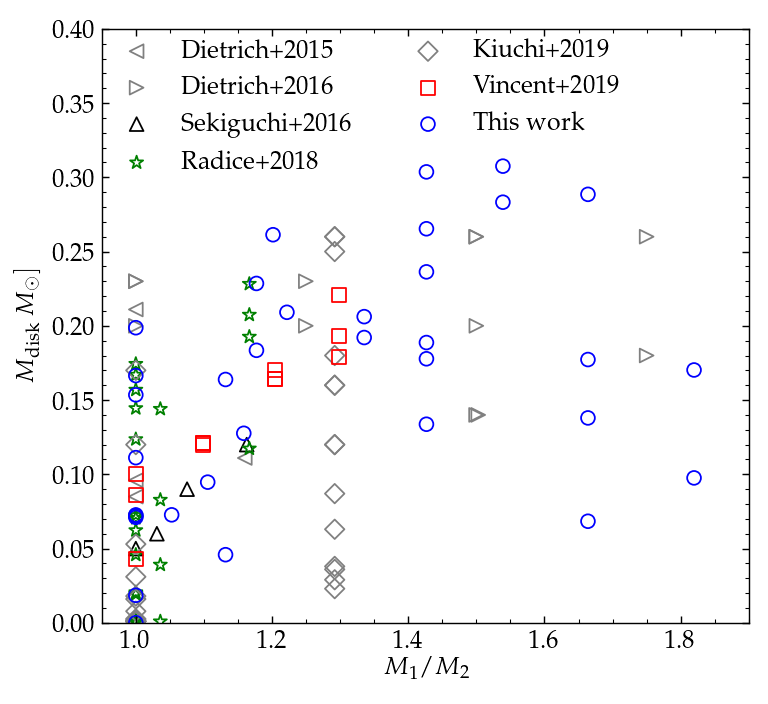 0.40
0.35
0.30
0.25
0.20
0.15
0.10
0.05
0.00
M_disk M_⊙]
Dietrich+2015
Dietrich+2016
Sekiguchi+2016
Radice+2018
Kiuchi+2019
Vincent+2019
This work
1.0 1.2 1.4 1.6 1.8
M_1/M_2